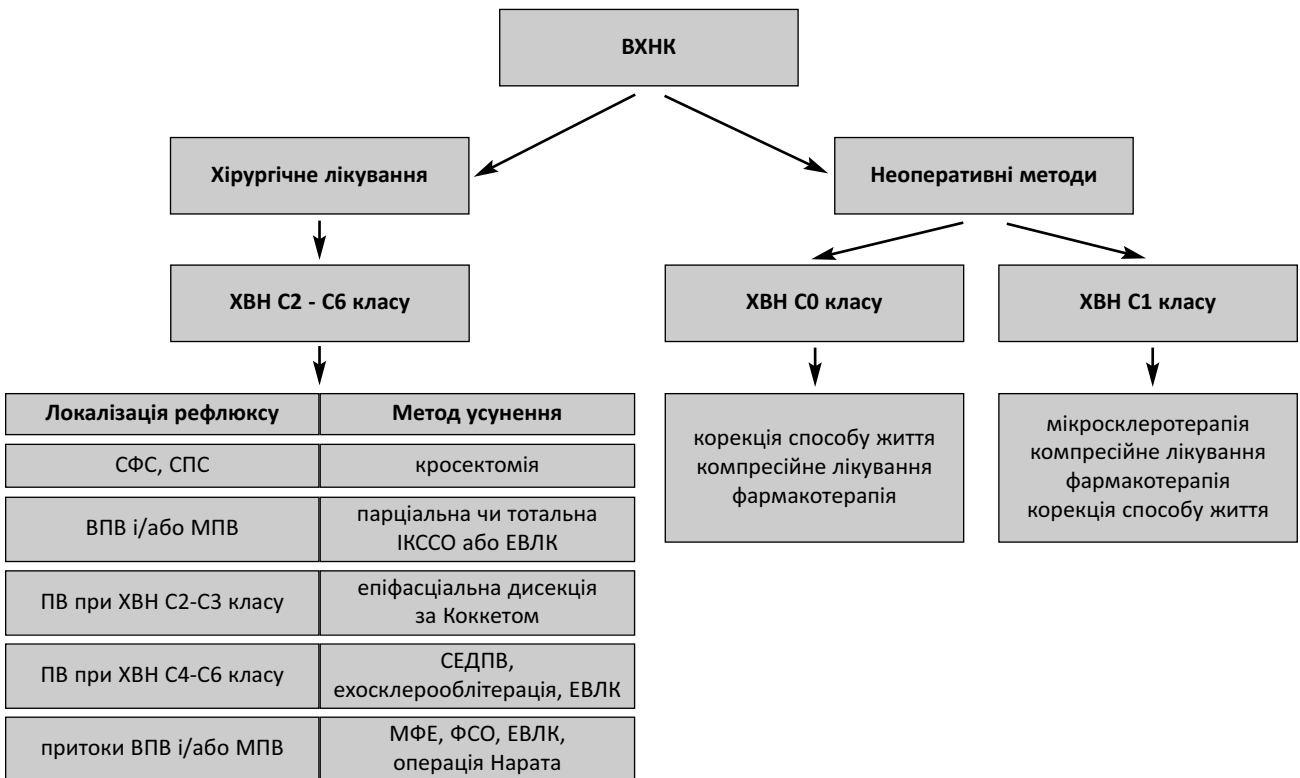 ВХНК
Хірургічне лікування
Неоперативні методи
ХВН С2 - С6 класу
ХВН С0 класу
ХВН С1 класу
Локалізація рефлюксу
Метод усунення
СФС, СПС
кросектомія
ВПВ і/або МПВ
парціальна чи тотальна
ІКССО або ЕВЛК
ПВ при ХВН С2-С3 класу
епіфасціальна дисекція
за Коккетом
ПВ при ХВН С4-С6 класу
СЕДПВ,
ехосклерооблітерація, ЕВЛК
притоки ВПВ і/або МПВ
МФЕ, ФСО, ЕВЛК,
операція Нарата
корекція способу життя
компресійне лікування
фармакотерапія
мікросклеротерапія
компресійне лікування
фармакотерапія
корекція способу життя